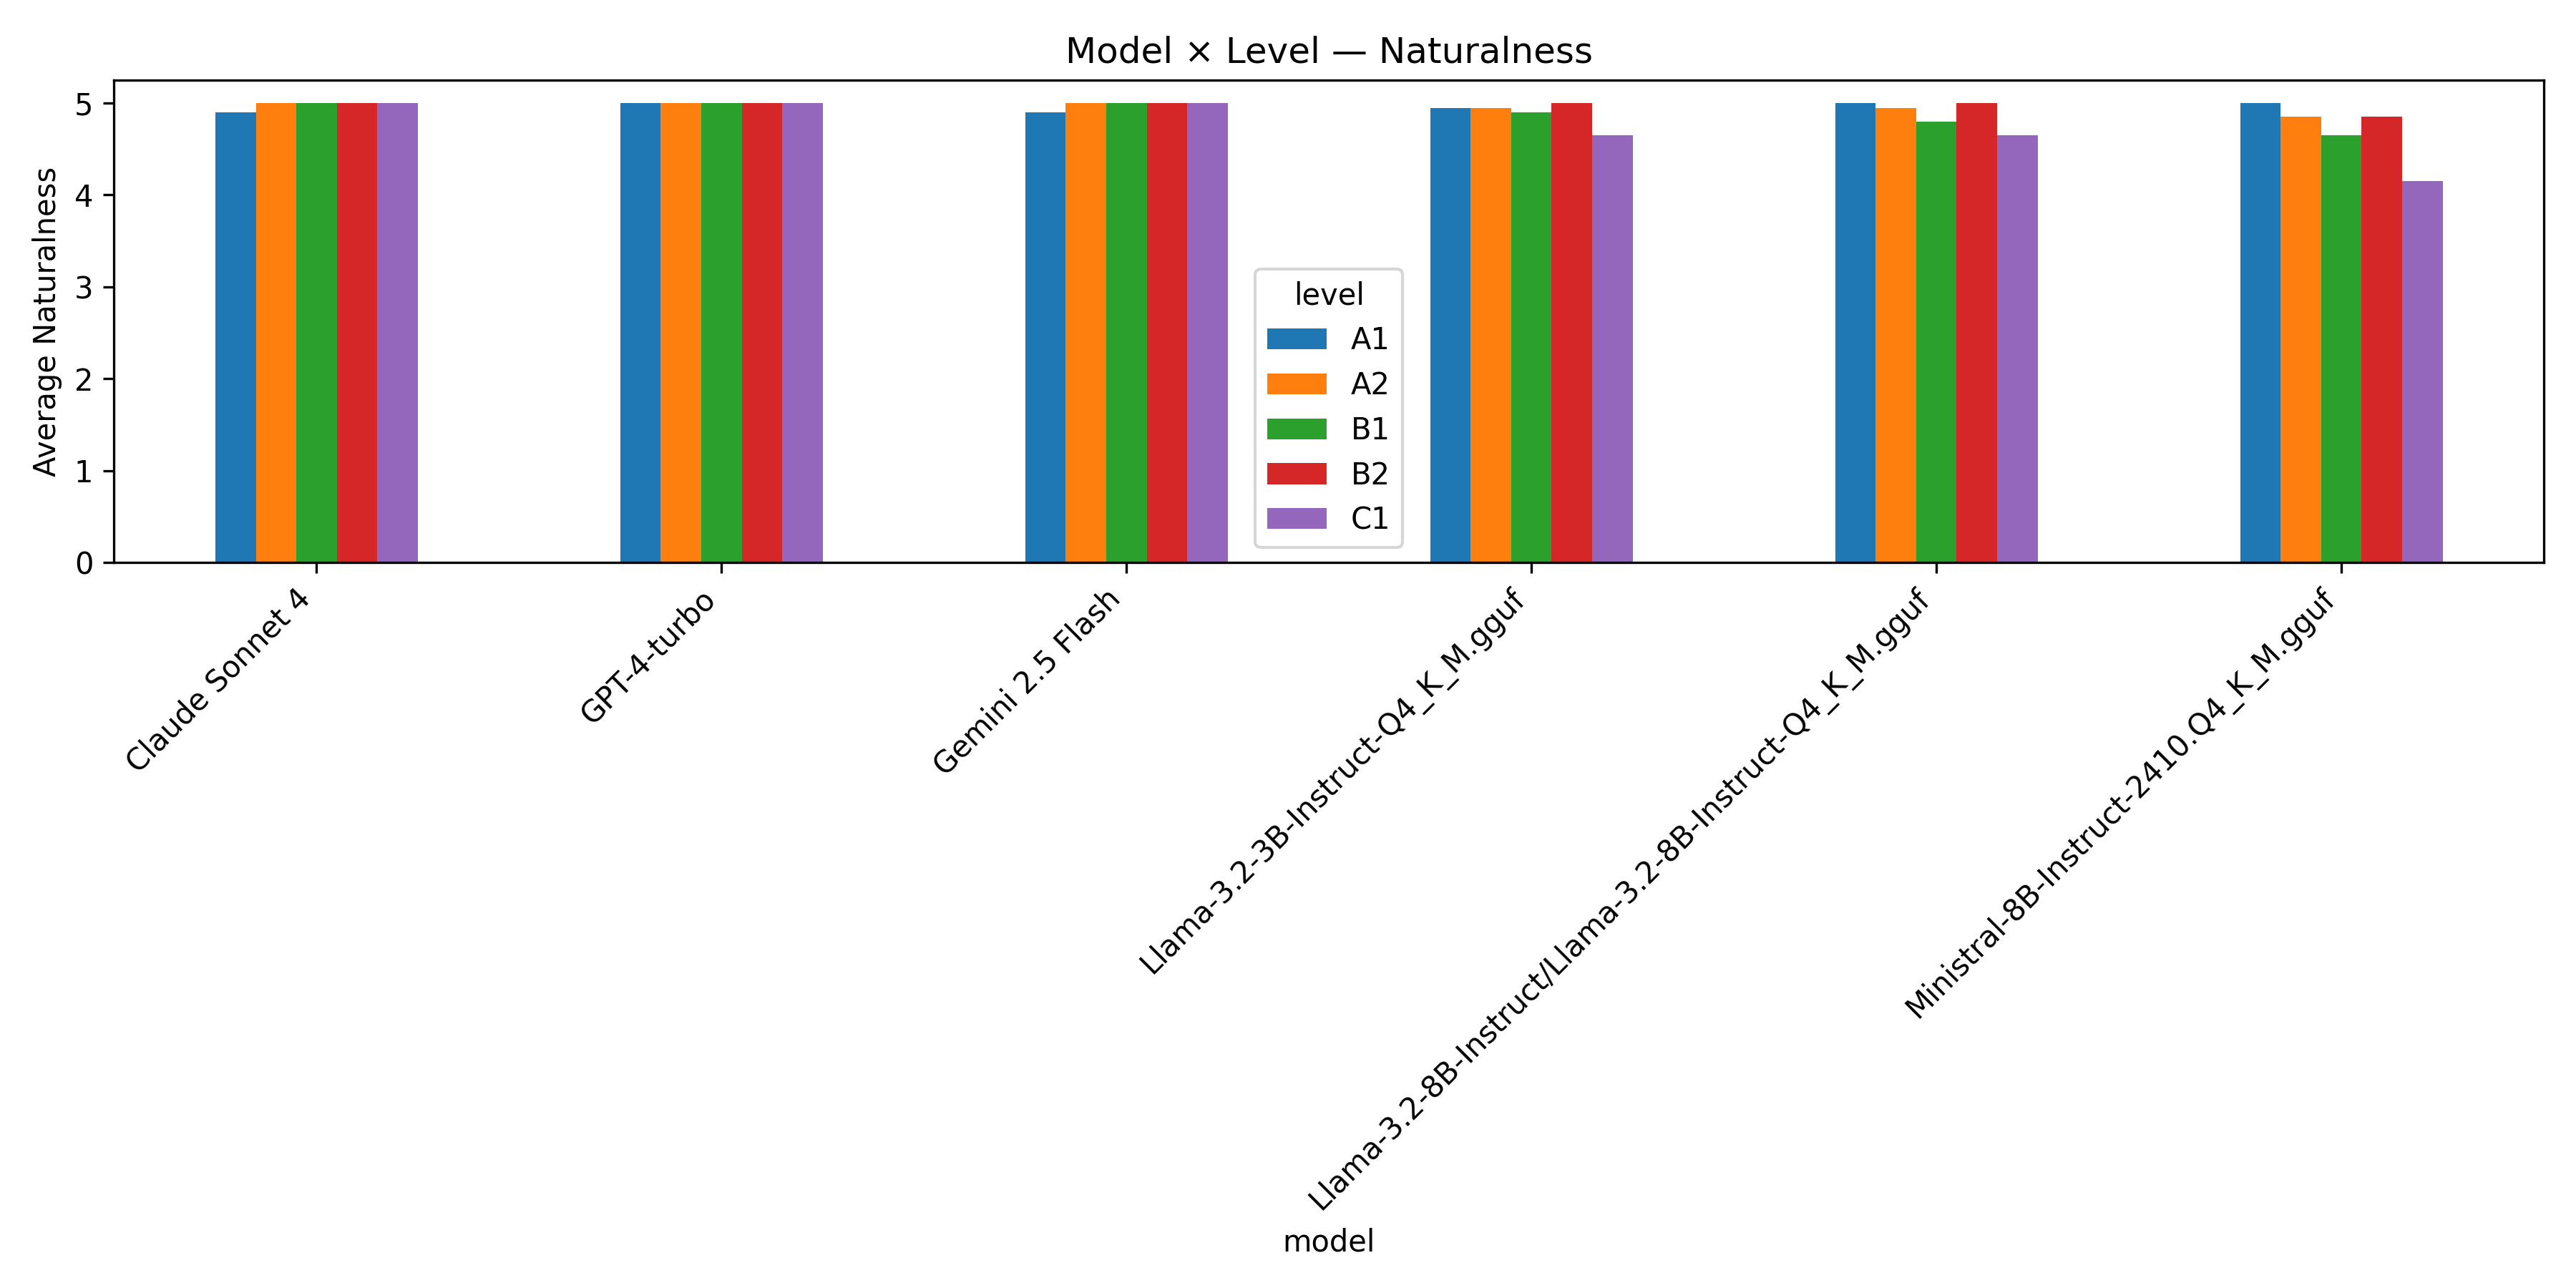 Model × Level — Naturalness
Average Naturalness
5
4
3
2
1
0
level
A1
A2
B1
B2
C1
Claude Sonnet 4
GPT-4-turbo
Gemini 2.5 Flash
Llama-3.2-3B-Instruct-Q4_K_M.gguf
Llama-3.2-8B-Instruct/Llama-3.2-8B-Instruct-Q4_K_M.gguf
Ministral-8B-Instruct-2410.Q4_K_M.gguf
model